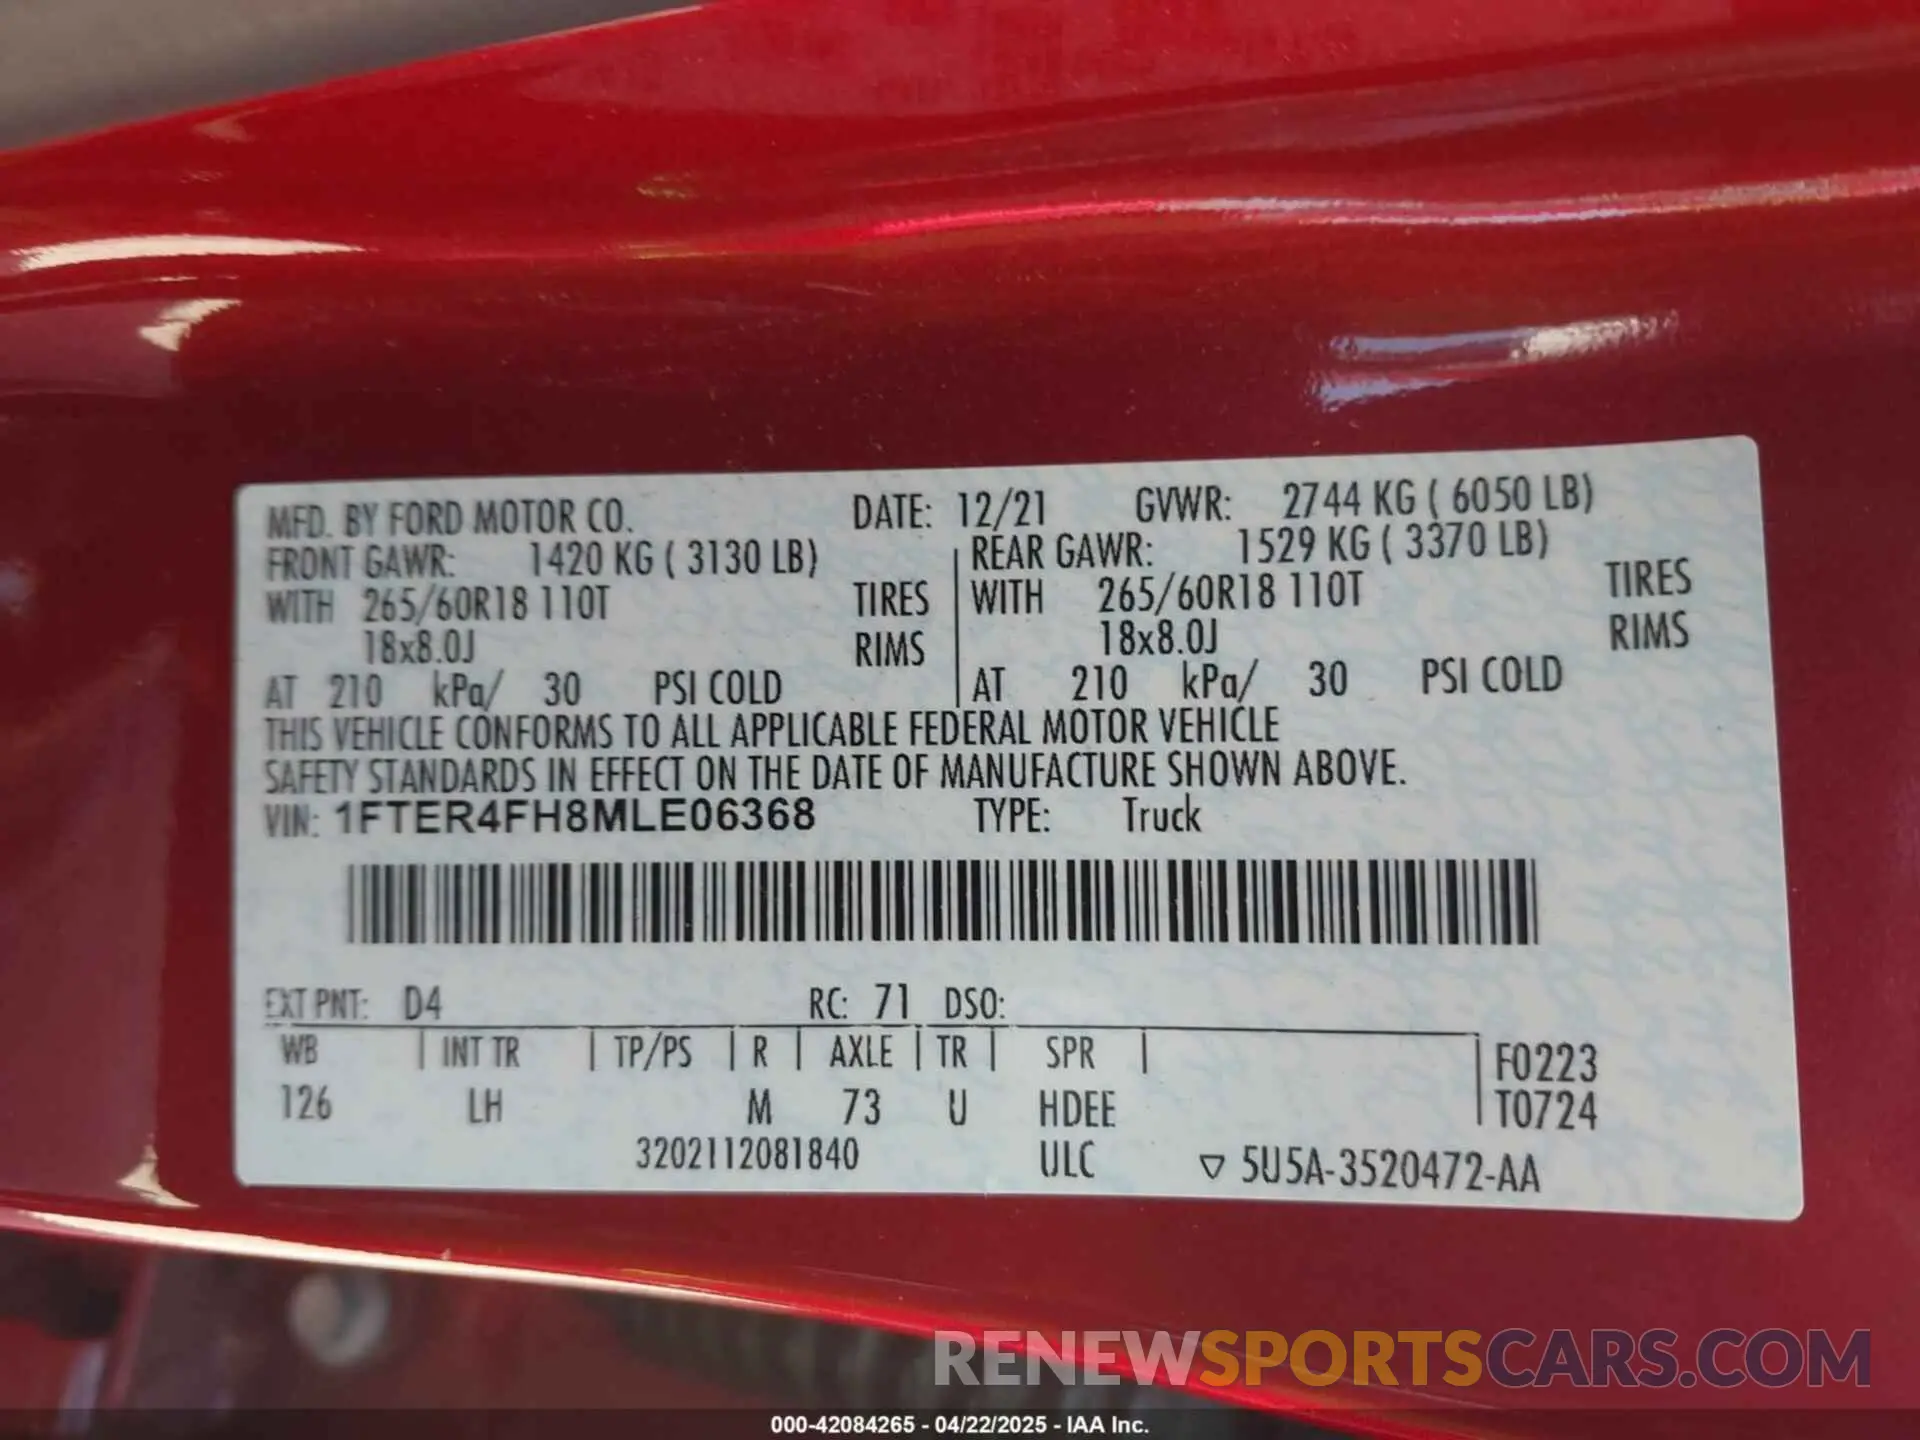 MFD. BY FORD MOTOR CO. DATE: 12/21 GVWR: 2744 KG ( 6050 LB)
FRONT GAWR: 1420 KG ( 3130 LB) REAR GAWR: 1529 KG ( 3370 LB)
WITH 265/60R18 110T TIRES WITH 265/60R18 110T TIRES
18x8.0J RIMS 18x8.0J RIMS
AT 210 kPa/ 30 PSI COLD AT 210 kPa/ 30 PSI COLD
THIS VEHICLE CONFORMS TO ALL APPLICABLE FEDERAL MOTOR VEHICLE
SAFETY STANDARDS IN EFFECT ON THE DATE OF MANUFACTURE SHOWN ABOVE.
VIN: 1FTER4FH8MLE06368 TYPE: Truck
EXT PNT: D4 RC: 71 DSO:
WB INT TR TP/PS R AXLE TR SPR F0223
126 LH M 73 U HDEE T0724
3202112081840 ULC ▽ 5U5A-3520472-AA
RENEWSPORTSCARS.COM
000-42084265 - 04/22/2025 - IAA Inc.